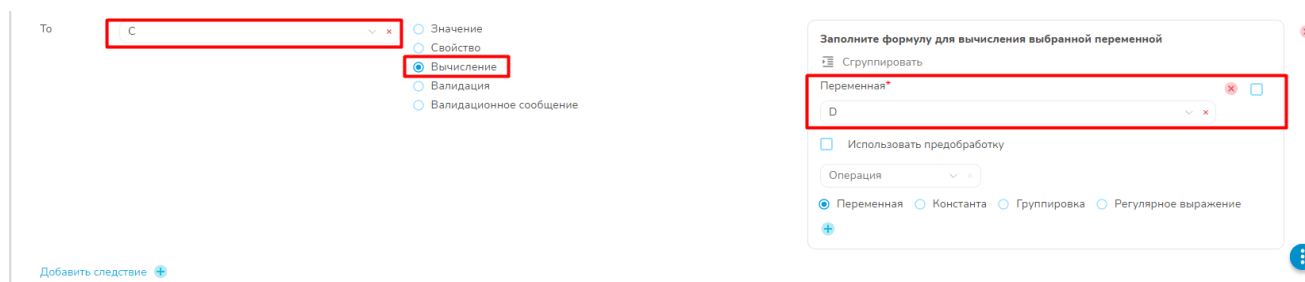 То
C
Значение
Свойство
Вычисление
Валидация
Валидационное сообщение
Добавить следствие
Заполните формулу для вычисления выбранной переменной
Сгруппировать
Переменная*
D
Использовать предобработку
Операция
Переменная Константа Группировка Регулярное выражение